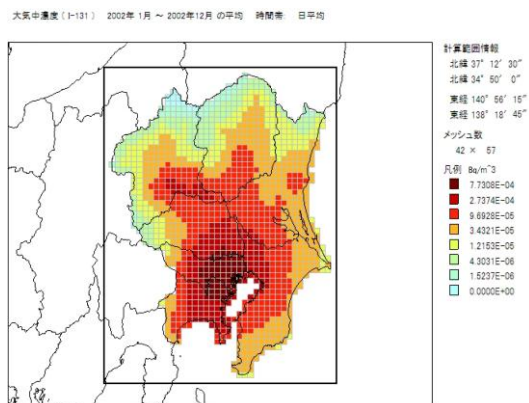 大気中濃度 ( I-131 ) 2002年 1月 ～ 2002年12月 の平均 時間帯 日平均
計算範囲情報
北緯 37° 12′ 30″
北緯 34° 50′ 0″
東経 140° 56′ 15″
東経 138° 18′ 45″
メッシュ数
42 × 57
凡例 Bq/m^3
7.7308E-04
2.7374E-04
9.6928E-05
3.4321E-05
1.2153E-05
4.3031E-06
1.5237E-06
0.0000E+00